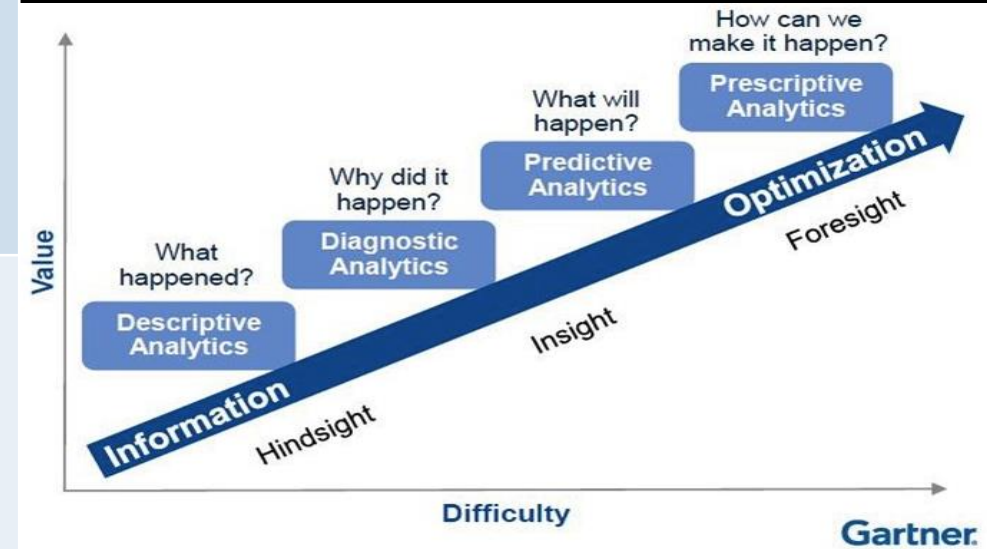 How can we
make it happen?
Prescriptive
Analytics
What will
happen?
Predictive
Analytics
Why did it
happen?
Diagnostic
Analytics
What
happened?
Descriptive
Analytics
Value
Information
Optimization
Hindsight
Insight
Foresight
Difficulty
Gartner.